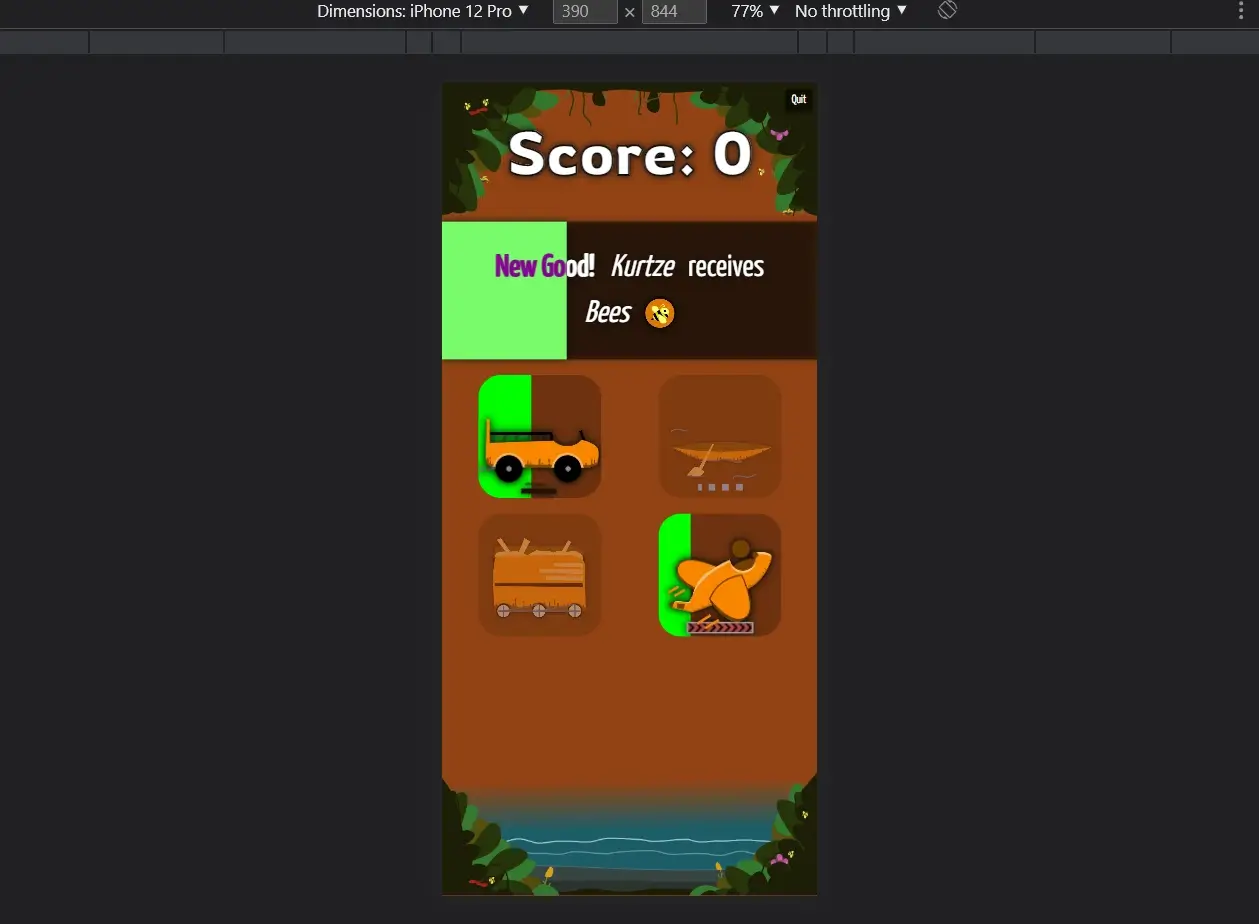 Dimensions: iPhone 12 Pro ▼ 390 × 844 77% ▼ No throttling ▼
Quit
Score: 0
New Good! Kurtze receives
Bees